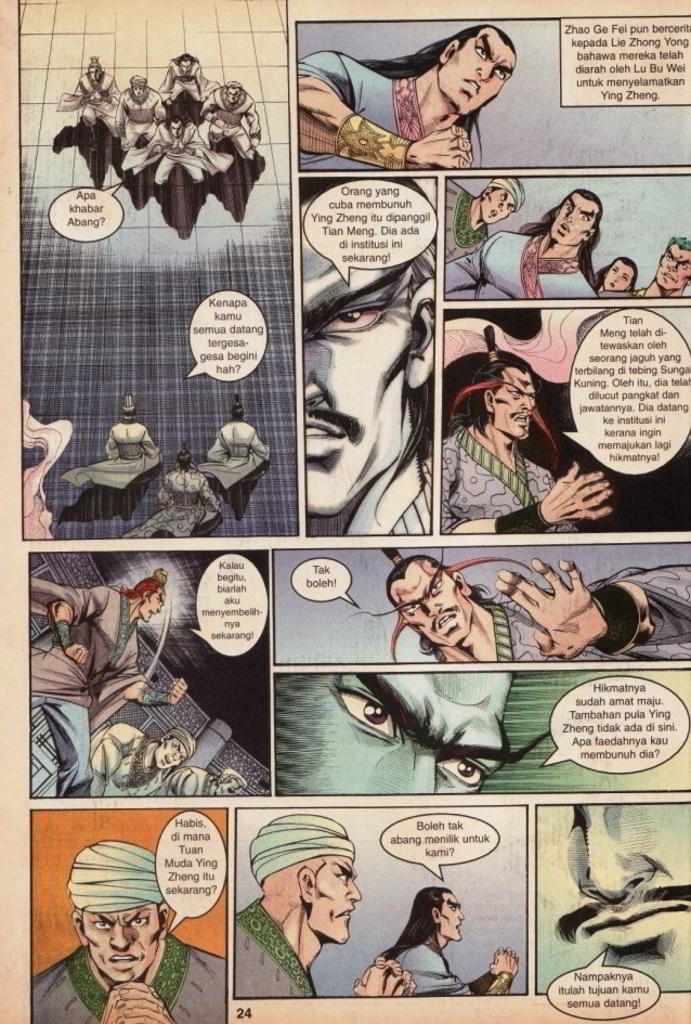 Apa
khabar
Abang?
Kenapa
kamu
semua datang
tergesa-
gesa begini
hah?
Zhao Ge Fei pun bercerita
kepada Lie Zhong Yong
bahawa mereka telah
diarah oleh Lu Bu Wei
untuk menyelamatkan
Ying Zheng.
Orang yang
membunuh
Ying Zheng itu dipanggil
Tian Meng. Dia ada
di institusi ini
sekarang!
Tian
Meng telah di-
tewaskan oleh
seorang jaguh yang
terbilang di tebing Sungai
Kuning. Oleh itu, dia telah
dilucut pangkat dan
jawatannya. Dia datang
ke institusi ini
kerana ingin
memajukan lagi
hikmatnya!
Kalau
begitu,
biarlah
aku
menyembelih-
nya
sekarang!
Tak
boleh!
Hikmatnya
sudah amat maju.
Tambahan pula Ying
Zheng tidak ada di sini.
Apa faedahnya kau
membunuh dia?
Habis,
di mana
Tuan
Muda Ying
Zheng itu
sekarang?
Boleh tak
abang menilik untuk
kami?
Nampaknya
itulah tujuan kamu
semua datang!
24